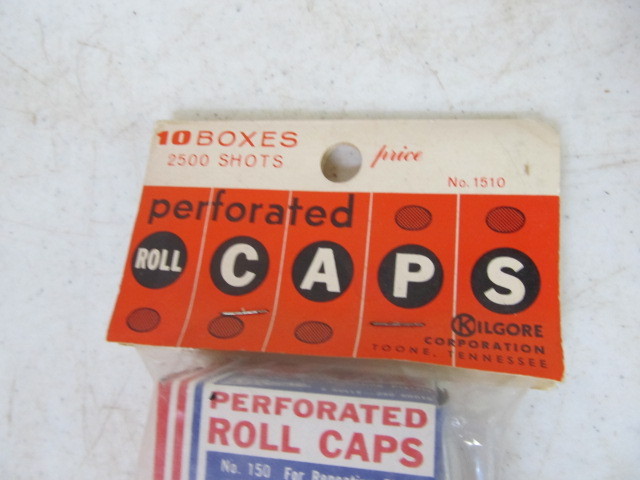 10 BOXES
2500 SHOTS
price
No. 1510
perforated
ROLL CAPS
KILGORE
CORPORATION
TOONE, TENNESSEE
PERFORATED
ROLL CAPS
No. 150 For Repeating